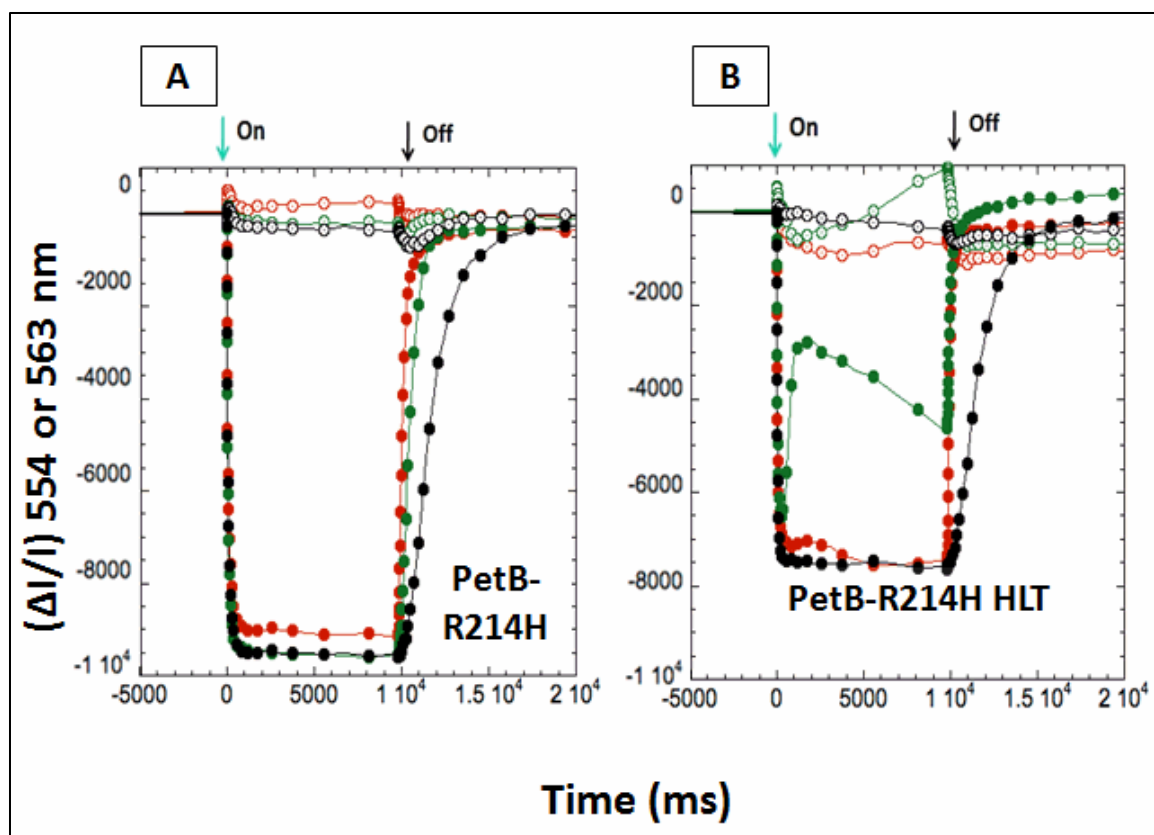 A
B
On
Off
On
Off
(ΔI/I) 554 or 563 nm
0
-2000
-4000
-6000
-8000
-1 10⁴
0
-2000
-4000
-6000
-8000
-1 10⁴
PetB-
R214H
PetB-R214H HLT
-5000
0
5000
1 10⁴
1.5 10⁴
2 10⁴
-5000
0
5000
1 10⁴
1.5 10⁴
2 10⁴
Time (ms)